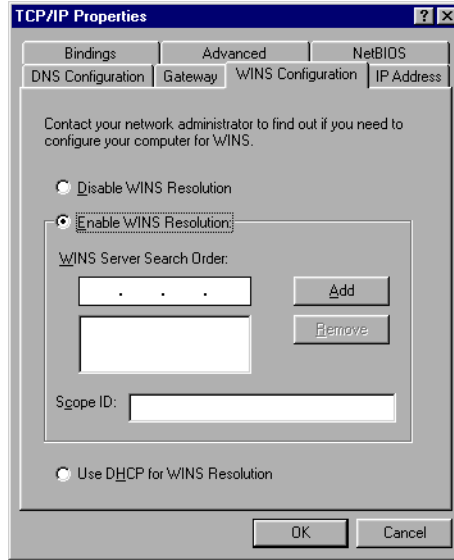 TCP/IP Properties
Bindings Advanced NetBIOS
DNS Configuration Gateway WINS Configuration IP Address
Contact your network administrator to find out if you need to
configure your computer for WINS.
Disable WINS Resolution
Enable WINS Resolution:
WINS Server Search Order:
. . .
Add
Remove
Scope ID:
Use DHCP for WINS Resolution
OK Cancel